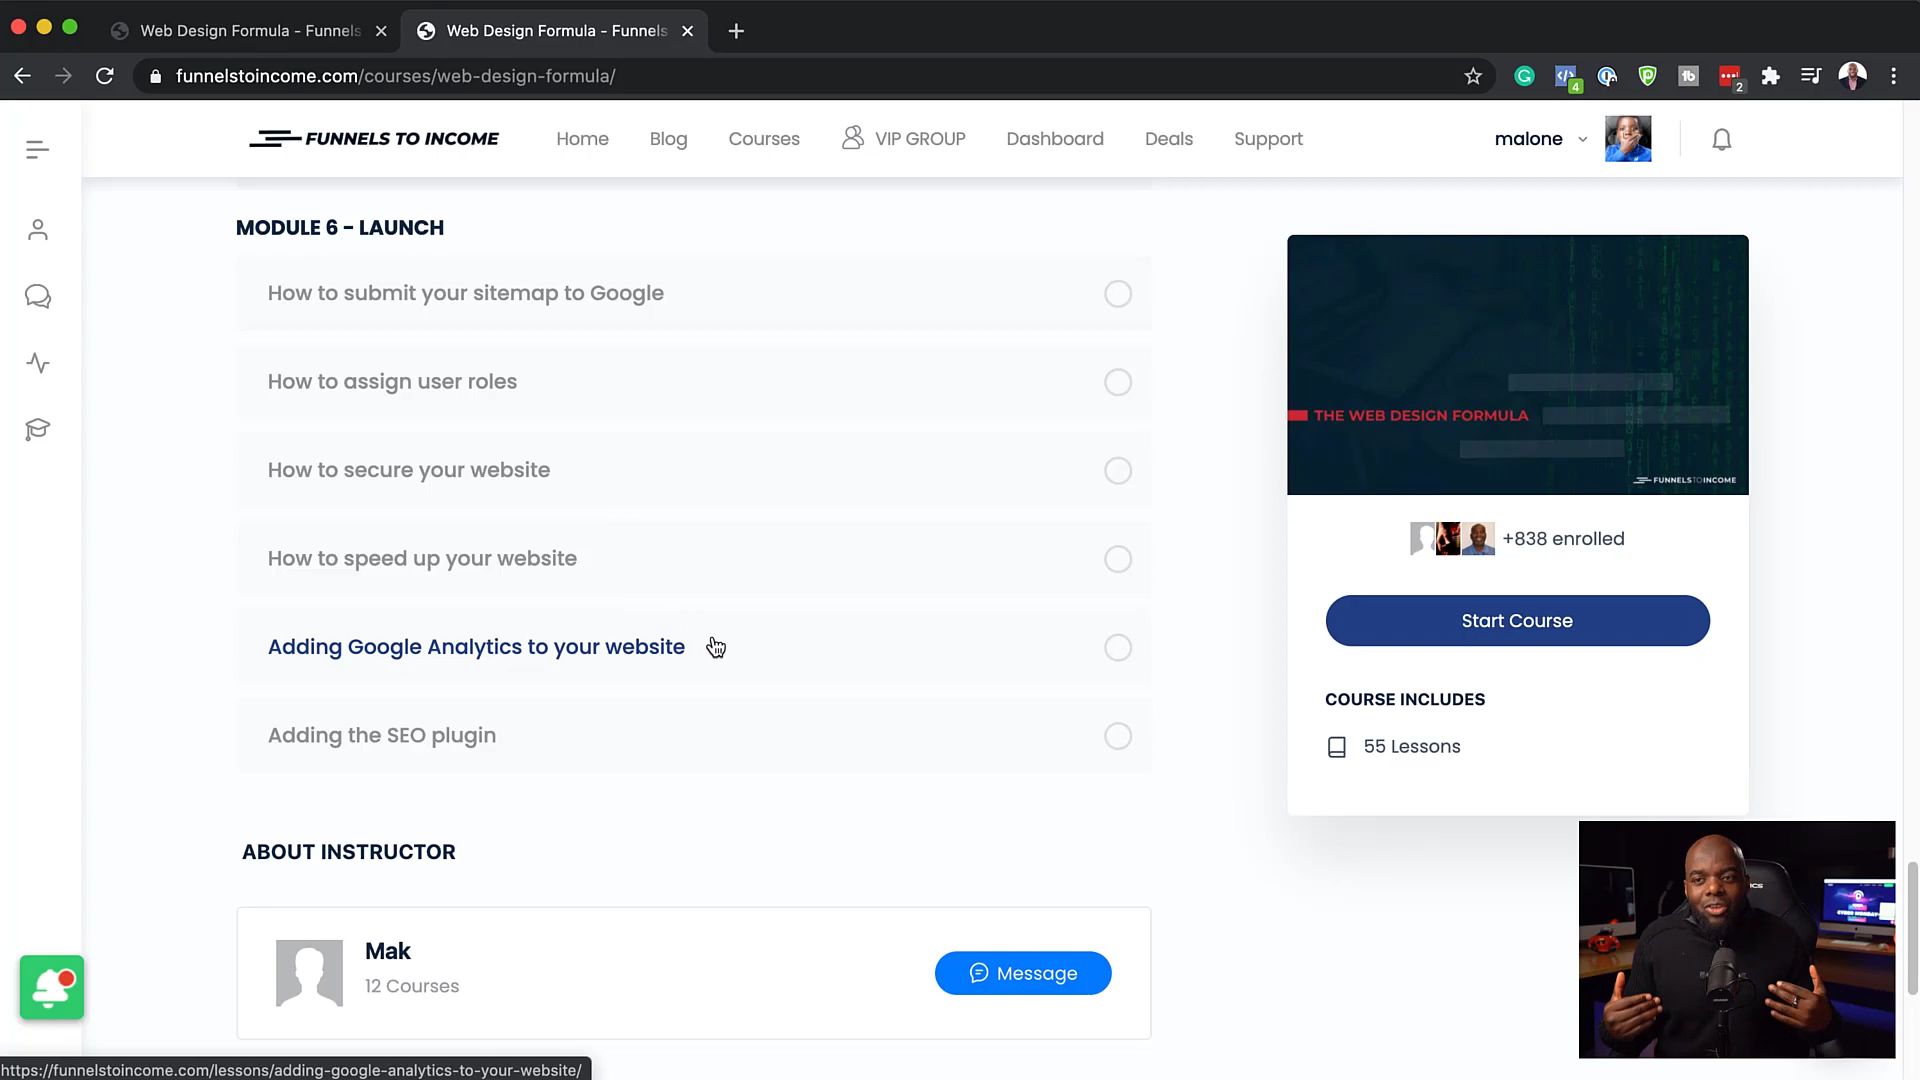 Web Design Formula - Funnels
Web Design Formula - Funnels
funnelstoincome.com/courses/web-design-formula/
4
2
FUNNELS TO INCOME
Home
Blog
Courses
VIP GROUP
Dashboard
Deals
Support
malone
MODULE 6 - LAUNCH
How to submit your sitemap to Google
How to assign user roles
How to secure your website
How to speed up your website
Adding Google Analytics to your website
Adding the SEO plugin
THE WEB DESIGN FORMULA
FUNNELSTOINCOME
+838 enrolled
Start Course
COURSE INCLUDES
55 Lessons
ABOUT INSTRUCTOR
Mak
12 Courses
Message
https://funnelstoincome.com/lessons/adding-google-analytics-to-your-website/